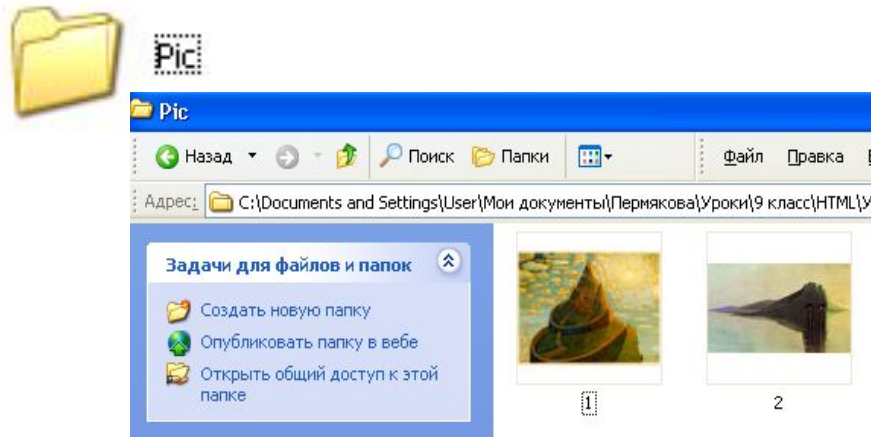 Pic
Pic
Назад Поиск Папки Файл Правка
Адрес: C:\Documents and Settings\User\Мои документы\Пермякова\Уроки\9 класс\HTML\У
Задачи для файлов и папок
Создать новую папку
Опубликовать папку в вебе
Открыть общий доступ к этой
папке
1 2